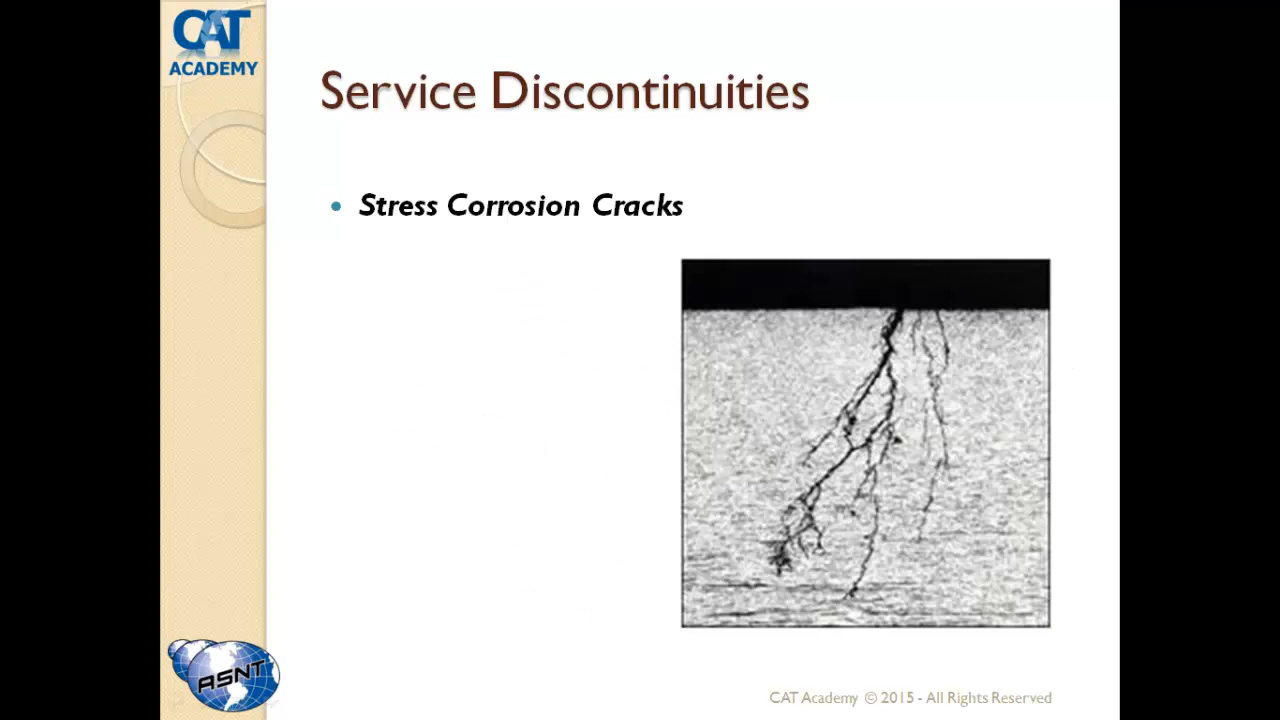 CAT
ACADEMY
Service Discontinuities
• Stress Corrosion Cracks
ASNT
CAT Academy © 2015 - All Rights Reserved